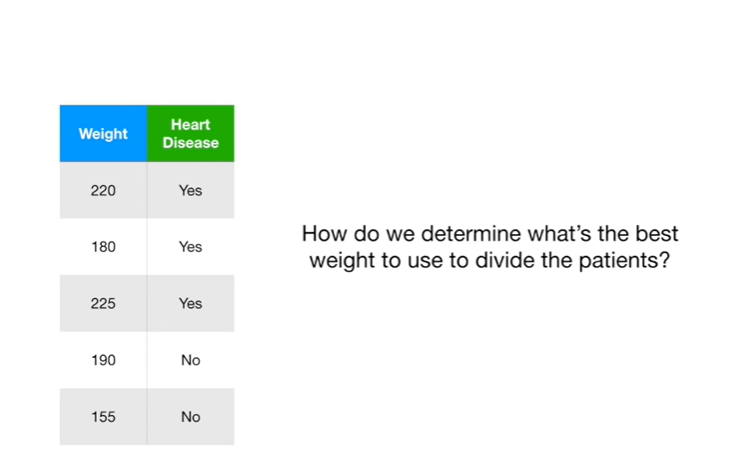 Weight Heart Disease
220 Yes
180 Yes
225 Yes
190 No
155 No
How do we determine what's the best
weight to use to divide the patients?